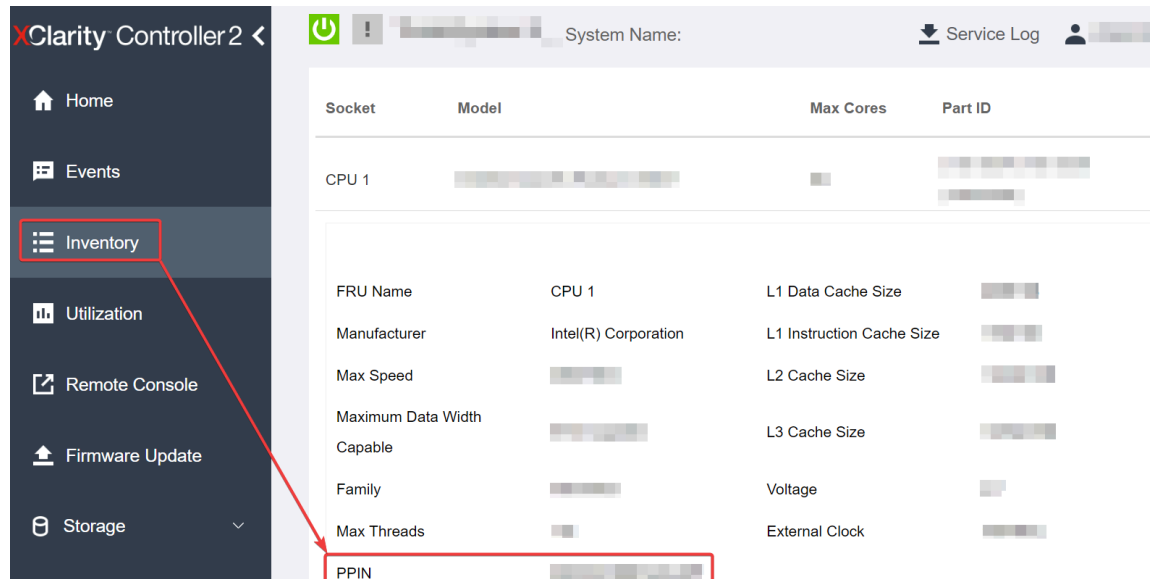 XClarity Controller 2
System Name:
Service Log
Home
Events
Inventory
Utilization
Remote Console
Firmware Update
Storage
Socket Model Max Cores Part ID
CPU 1
FRU Name CPU 1 L1 Data Cache Size
Manufacturer Intel(R) Corporation L1 Instruction Cache Size
Max Speed L2 Cache Size
Maximum Data Width
Capable
L3 Cache Size
Family Voltage
Max Threads External Clock
PPIN